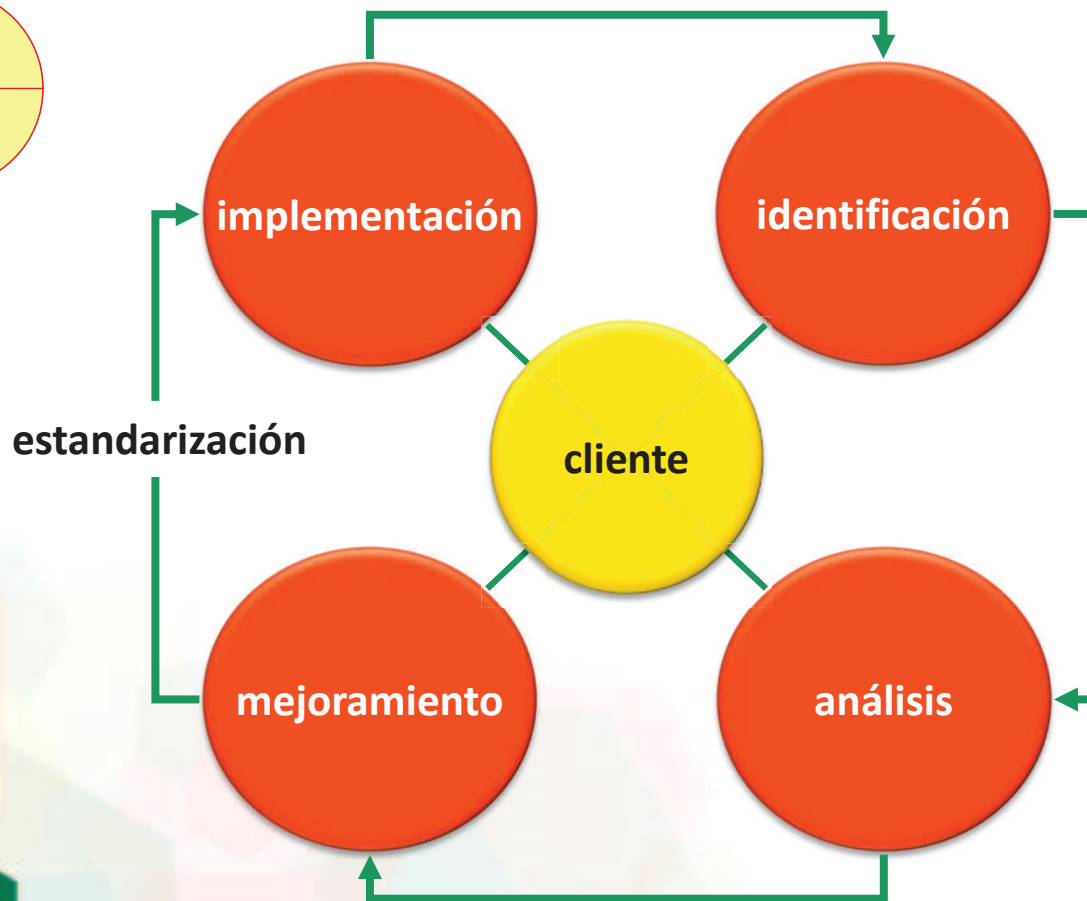 implementación
identificación
estandarización
cliente
mejoramiento
análisis